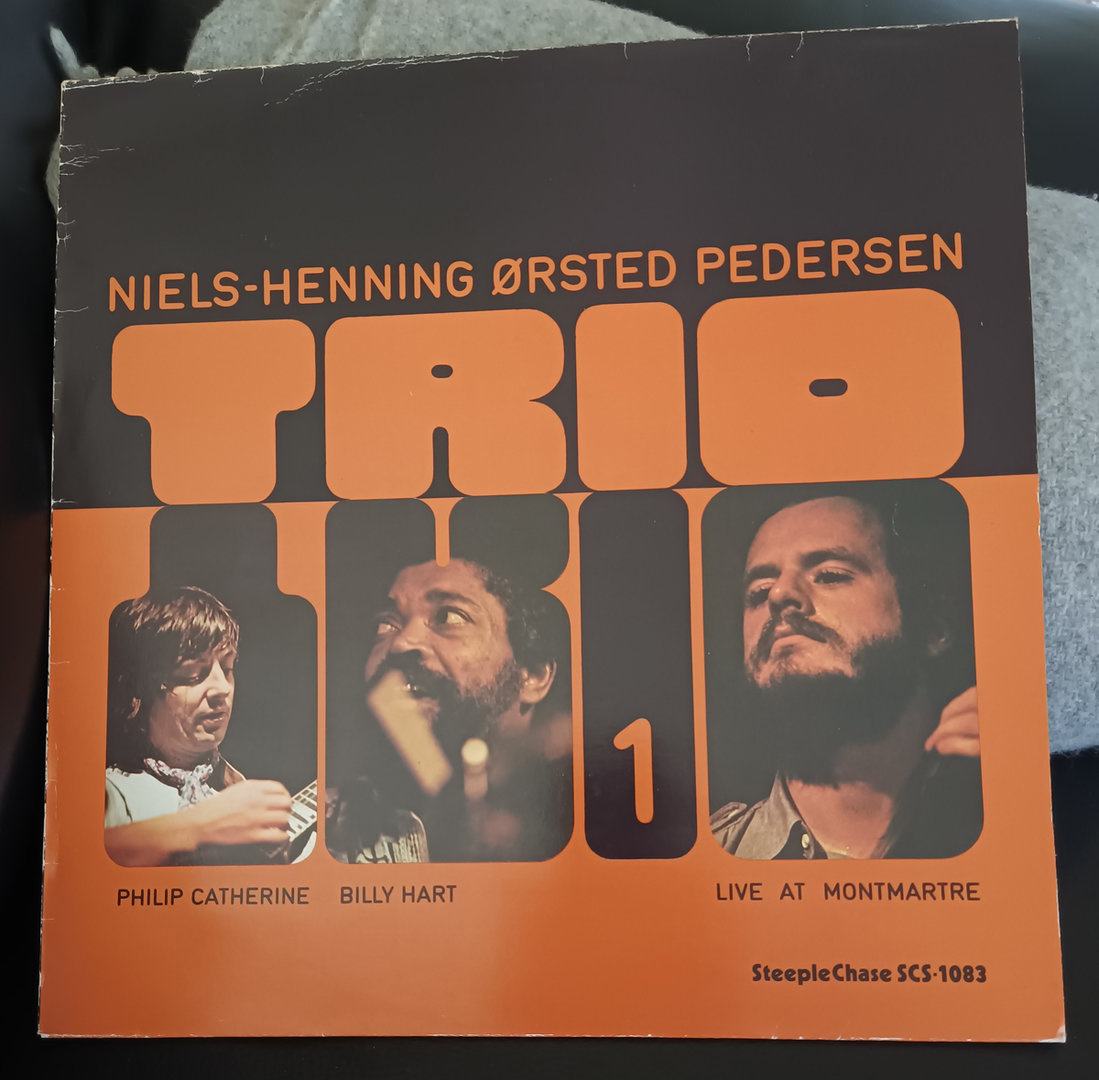 NIELS-HENNING ØRSTED PEDERSEN
TRIO
1
PHILIP CATHERINE BILLY HART LIVE AT MONTMARTRE
SteepleChase SCS-1083